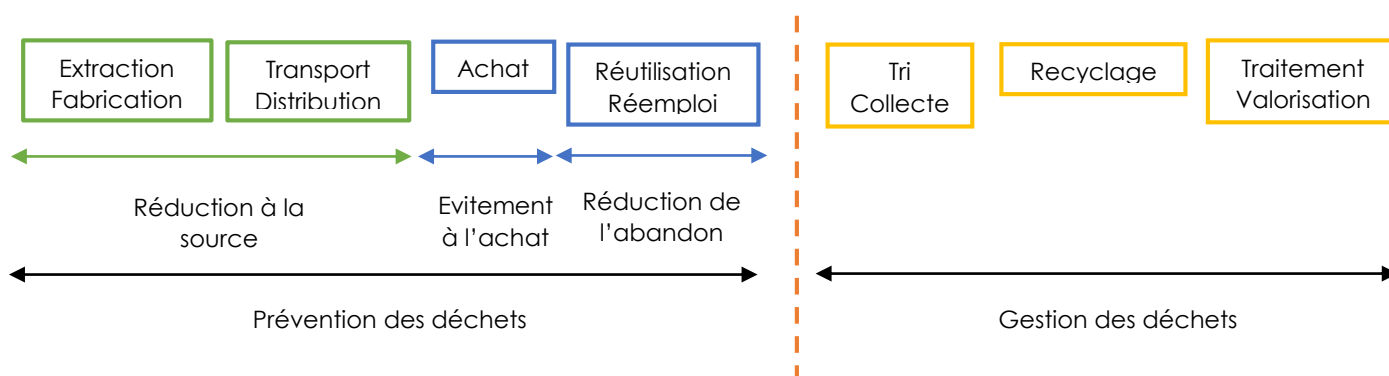 Extraction
Fabrication
Transport
Distribution
Achat
Réutilisation
Réemploi
Tri
Collecte
Recyclage
Traitement
Valorisation
Réduction à la
source
Evitement
à l'achat
Réduction de
l'abandon
Prévention des déchets
Gestion des déchets